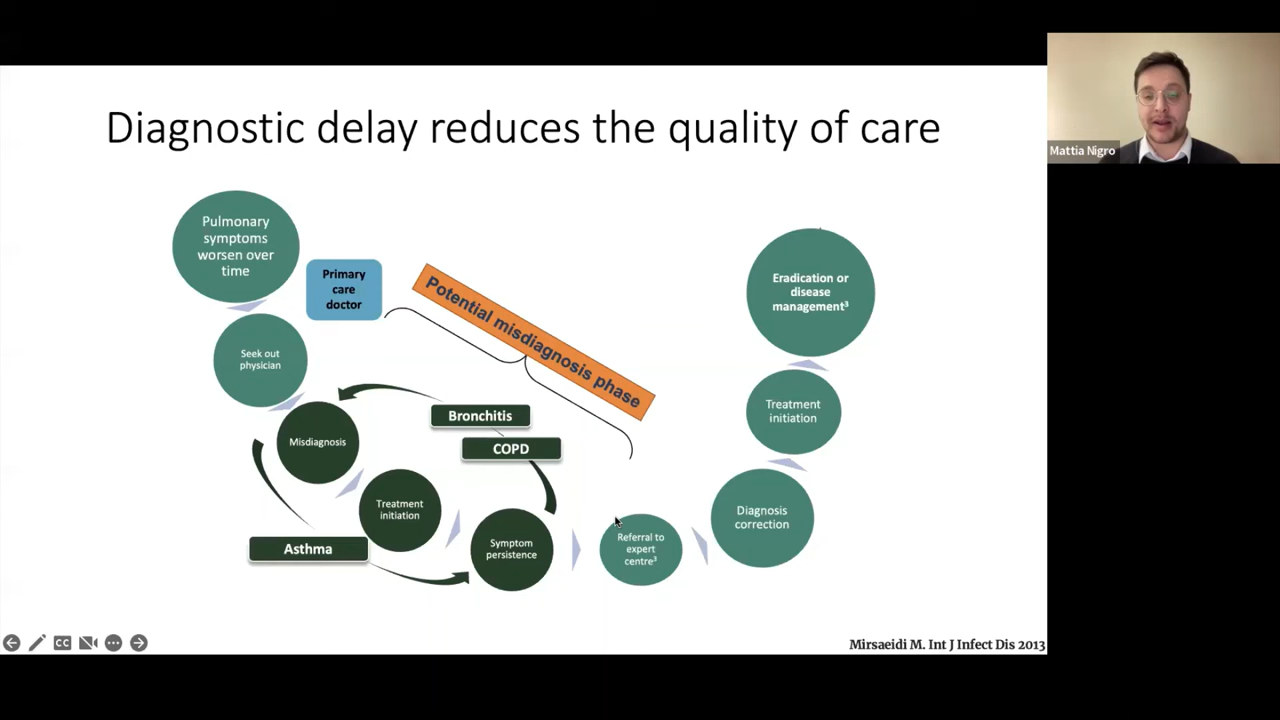 Diagnostic delay reduces the quality of care
Mattia Nigro
Pulmonary
symptoms
worsen over
time
Primary
care
doctor
Potential misdiagnosis phase
Eradication or
disease
management³
Seek out
physician
Misdiagnosis
Bronchitis
COPD
Treatment
initiation
Treatment
initiation
Symptom
persistence
Asthma
Referral to
expert
centre³
Diagnosis
correction
CC
Mirsaeidi M. Int J Infect Dis 2013